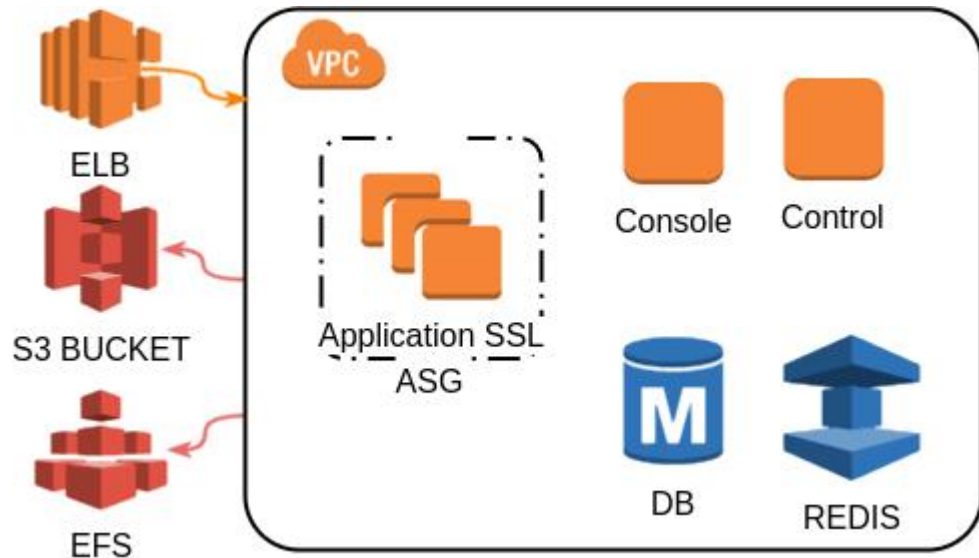 VPC
ELB
S3 BUCKET
EFS
Application SSL
ASG
Console
Control
M
DB
REDIS